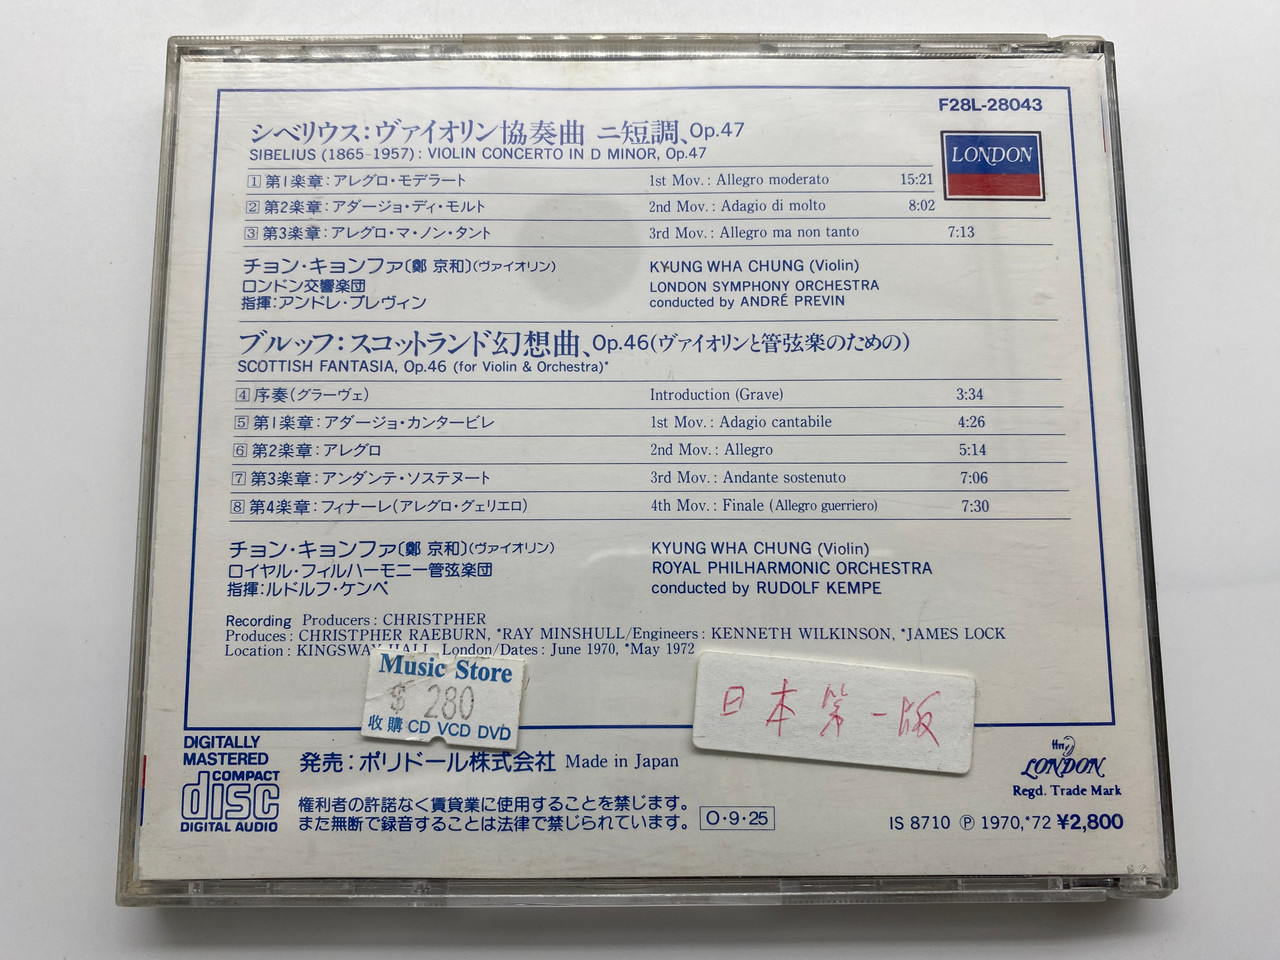 F28L-28043
シベリウス：ヴァイオリン協奏曲 ニ短調、Op.47
SIBELIUS (1865-1957) : VIOLIN CONCERTO IN D MINOR, Op.47
LONDON
1 第1楽章：アレグロ・モデラート 1st Mov. : Allegro moderato 15:21
2 第2楽章：アダージョ・ディ・モルト 2nd Mov. : Adagio di molto 8:02
3 第3楽章：アレグロ・マ・ノン・タント 3rd Mov. : Allegro ma non tanto 7:13
チョン・キョンファ〔鄭 京和〕(ヴァイオリン) KYUNG WHA CHUNG (Violin)
ロンドン交響楽団 LONDON SYMPHONY ORCHESTRA
指揮：アンドレ・プレヴィン conducted by ANDRÉ PREVIN
ブルッフ：スコットランド幻想曲、Op.46(ヴァイオリンと管弦楽のための)
SCOTTISH FANTASIA, Op.46 (for Violin & Orchestra)*
4 序奏(グラーヴェ) Introduction (Grave) 3:34
5 第1楽章：アダージョ・カンタービレ 1st Mov. : Adagio cantabile 4:26
6 第2楽章：アレグロ 2nd Mov. : Allegro 5:14
7 第3楽章：アンダンテ・ソステヌート 3rd Mov. : Andante sostenuto 7:06
8 第4楽章：フィナーレ(アレグロ・グェリエロ) 4th Mov. : Finale (Allegro guerriero) 7:30
チョン・キョンファ〔鄭 京和〕(ヴァイオリン) KYUNG WHA CHUNG (Violin)
ロイヤル・フィルハーモニー管弦楽団 ROYAL PHILHARMONIC ORCHESTRA
指揮：ルドルフ・ケンペ conducted by RUDOLF KEMPE
Recording Producers : CHRISTPHER
Produces : CHRISTPHER RAEBURN, *RAY MINSHULL/Engineers : KENNETH WILKINSON, *JAMES LOCK
Location : KINGSWAY HALL, London/Dates : June 1970, *May 1972
Music Store
$ 280
收購 CD VCD DVD
日本第一版
DIGITALLY
MASTERED
COMPACT
disc
DIGITAL AUDIO
発売：ポリドール株式会社 Made in Japan
権利者の許諾なく賃貸業に使用することを禁じます。
また無断で録音することは法律で禁じられています。 O・9・25
LONDON
Regd. Trade Mark
IS 8710 Ⓟ 1970,*72 ¥2,800